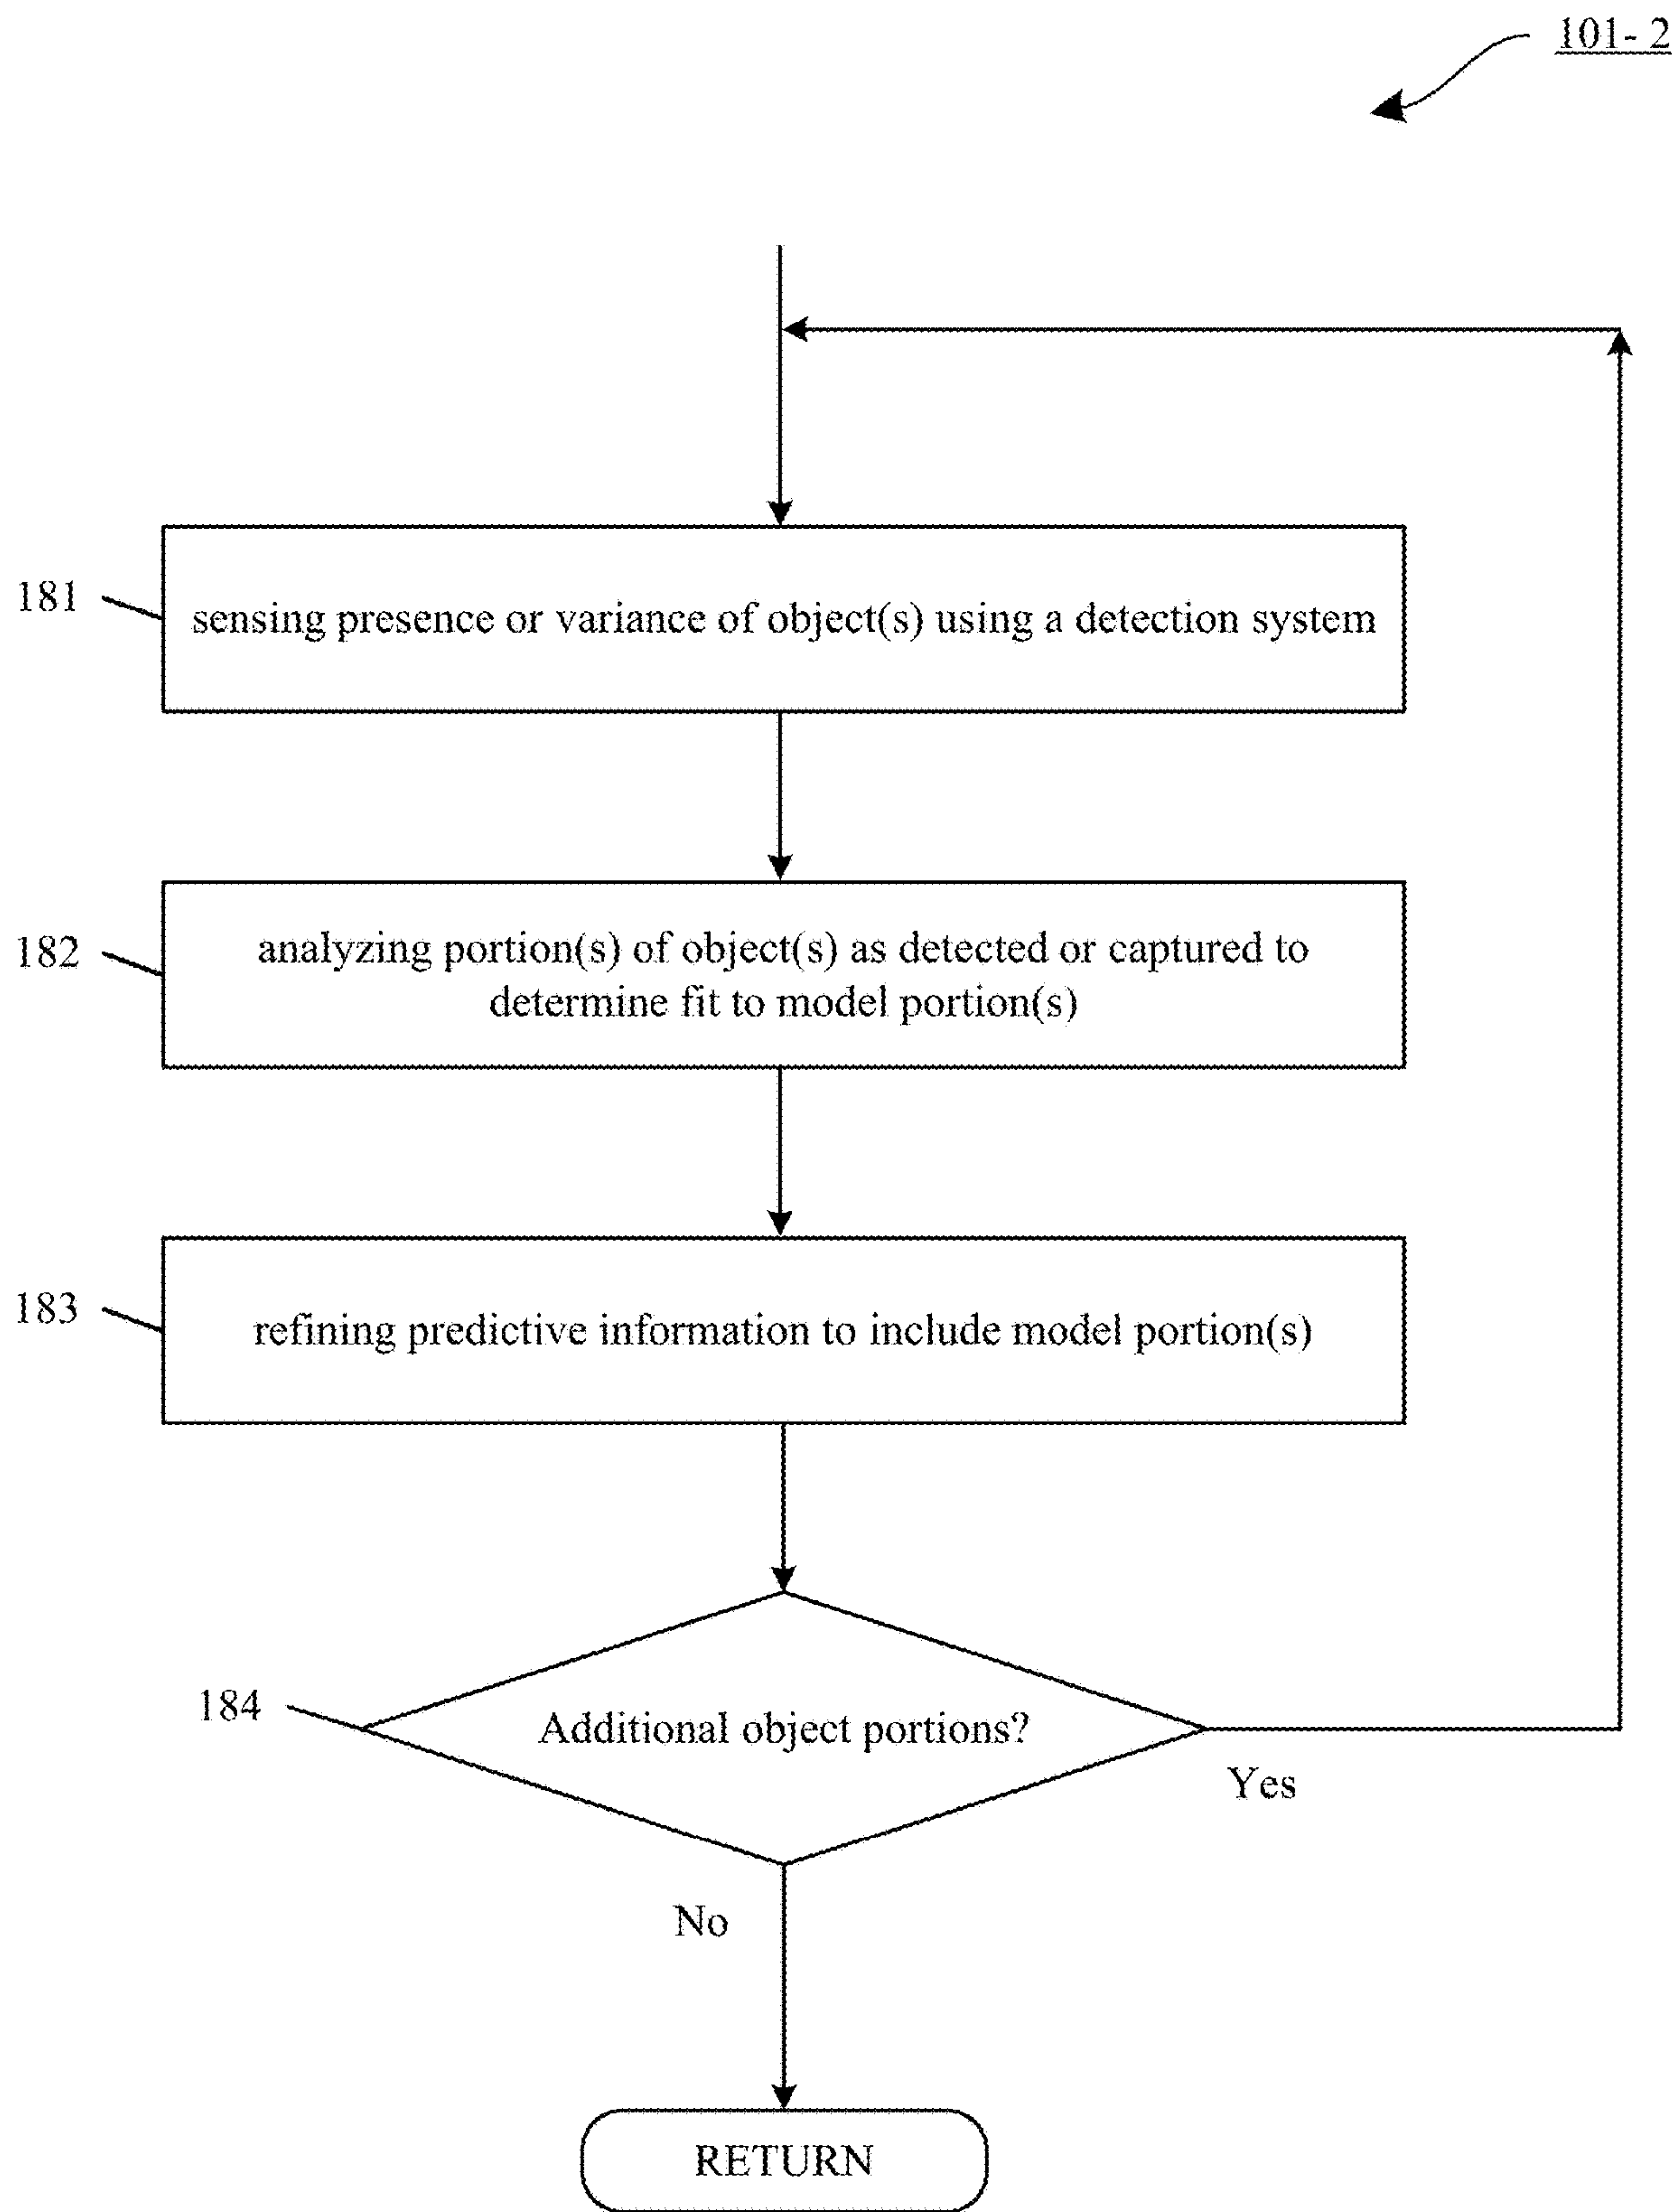 101- 2
181
sensing presence or variance of object(s) using a detection system
182
analyzing portion(s) of object(s) as detected or captured to
determine fit to model portion(s)
183
refining predictive information to include model portion(s)
184
Additional object portions?
Yes
No
RETURN